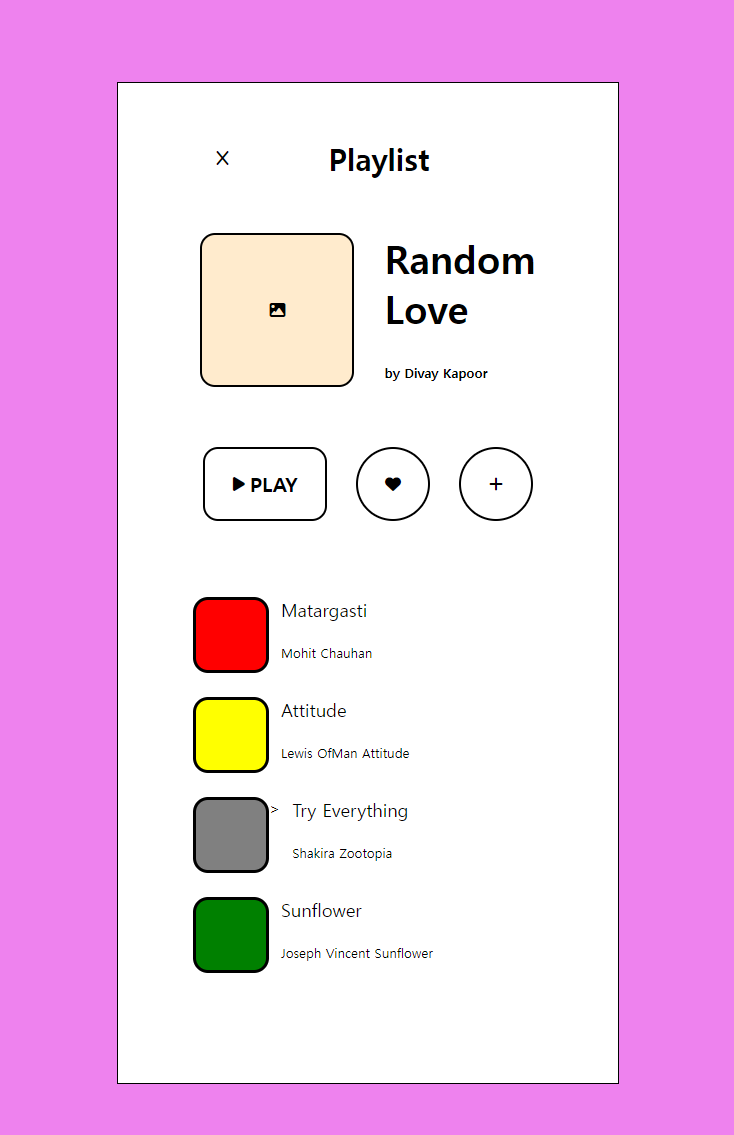 X Playlist
Random
Love
by Divay Kapoor
PLAY
+
Matargasti
Mohit Chauhan
Attitude
Lewis OfMan Attitude
> Try Everything
Shakira Zootopia
Sunflower
Joseph Vincent Sunflower